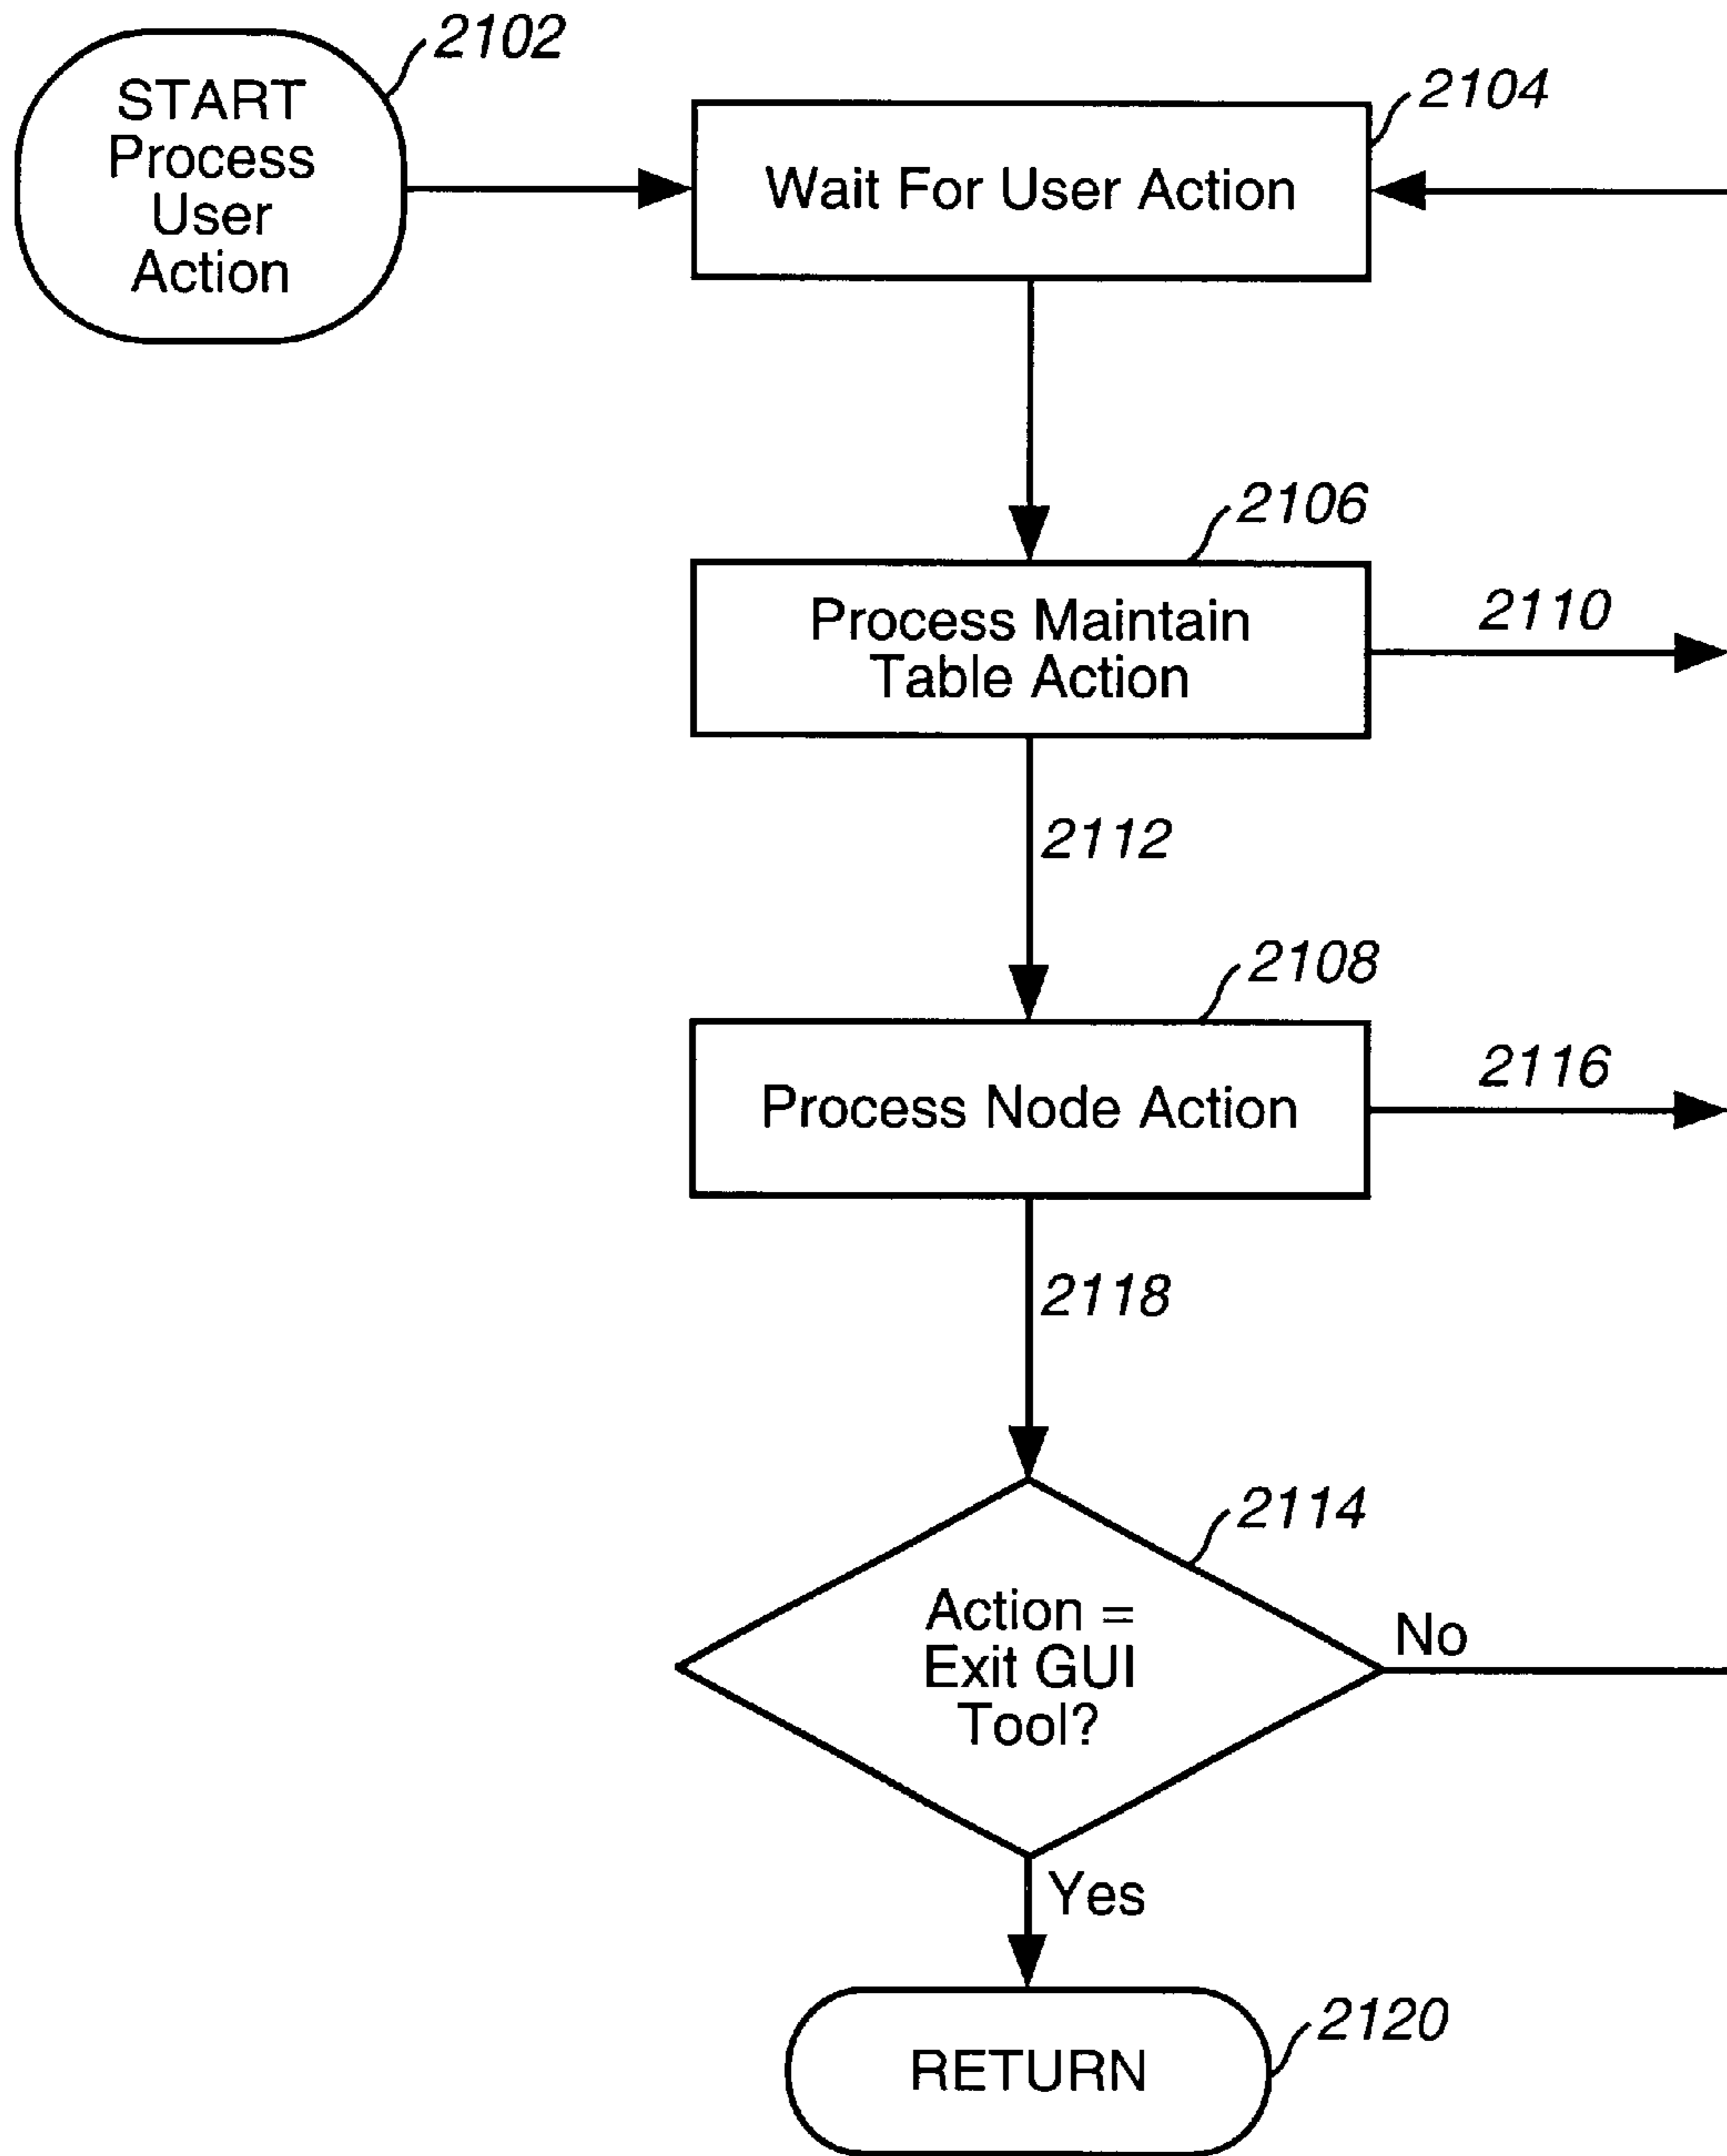 2102
START
Process
User
Action
2104
Wait For User Action
2106
Process Maintain
Table Action
2110
2112
2108
Process Node Action
2116
2118
2114
Action =
Exit GUI
Tool?
No
Yes
2120
RETURN